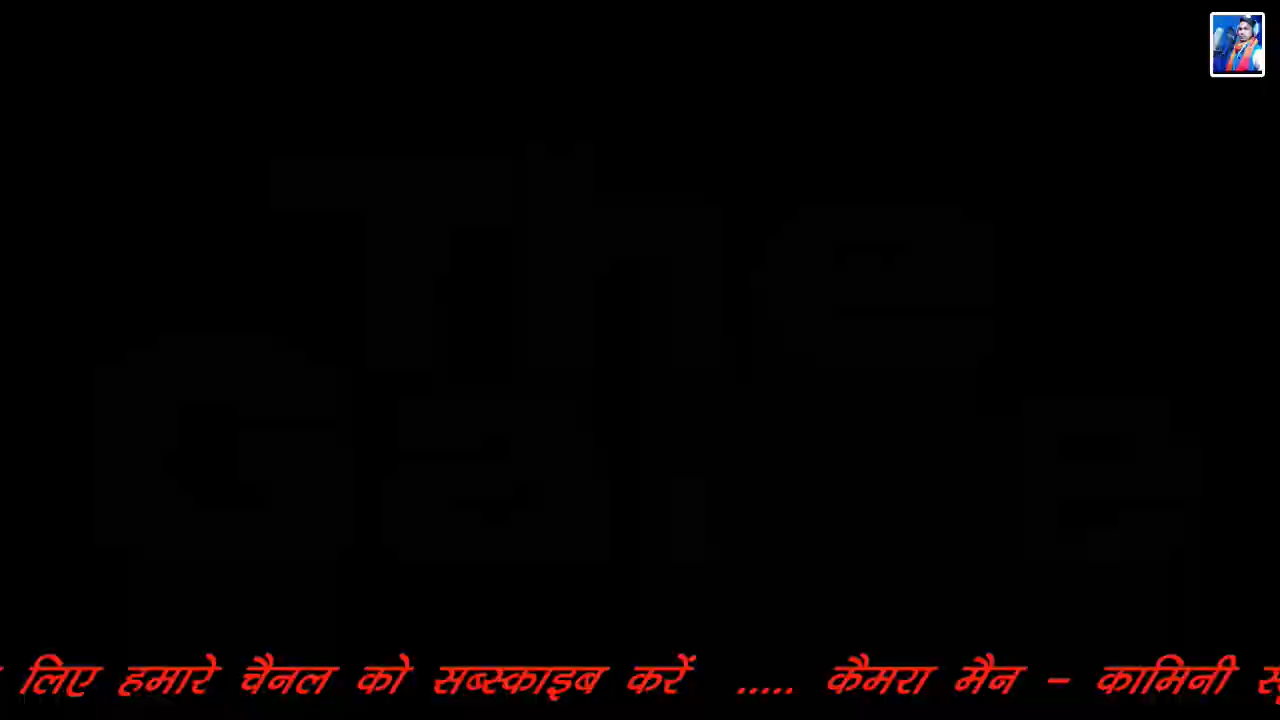 लिए हमारे चैनल को सब्स्काइब करें ..... कैमरा मैन - कामिनी